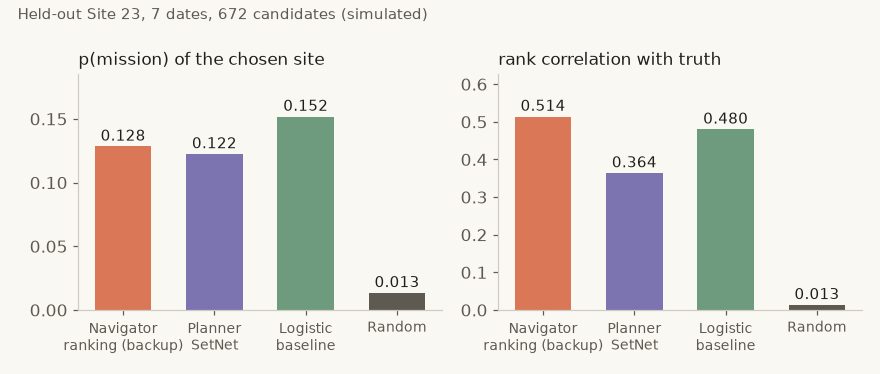 Held-out Site 23, 7 dates, 672 candidates (simulated)
p(mission) of the chosen site
0.15
0.10
0.05
0.00
0.128
0.122
0.152
0.013
Navigator
ranking (backup)
Planner
SetNet
Logistic
baseline
Random
rank correlation with truth
0.6
0.5
0.4
0.3
0.2
0.1
0.0
0.514
0.364
0.480
0.013
Navigator
ranking (backup)
Planner
SetNet
Logistic
baseline
Random